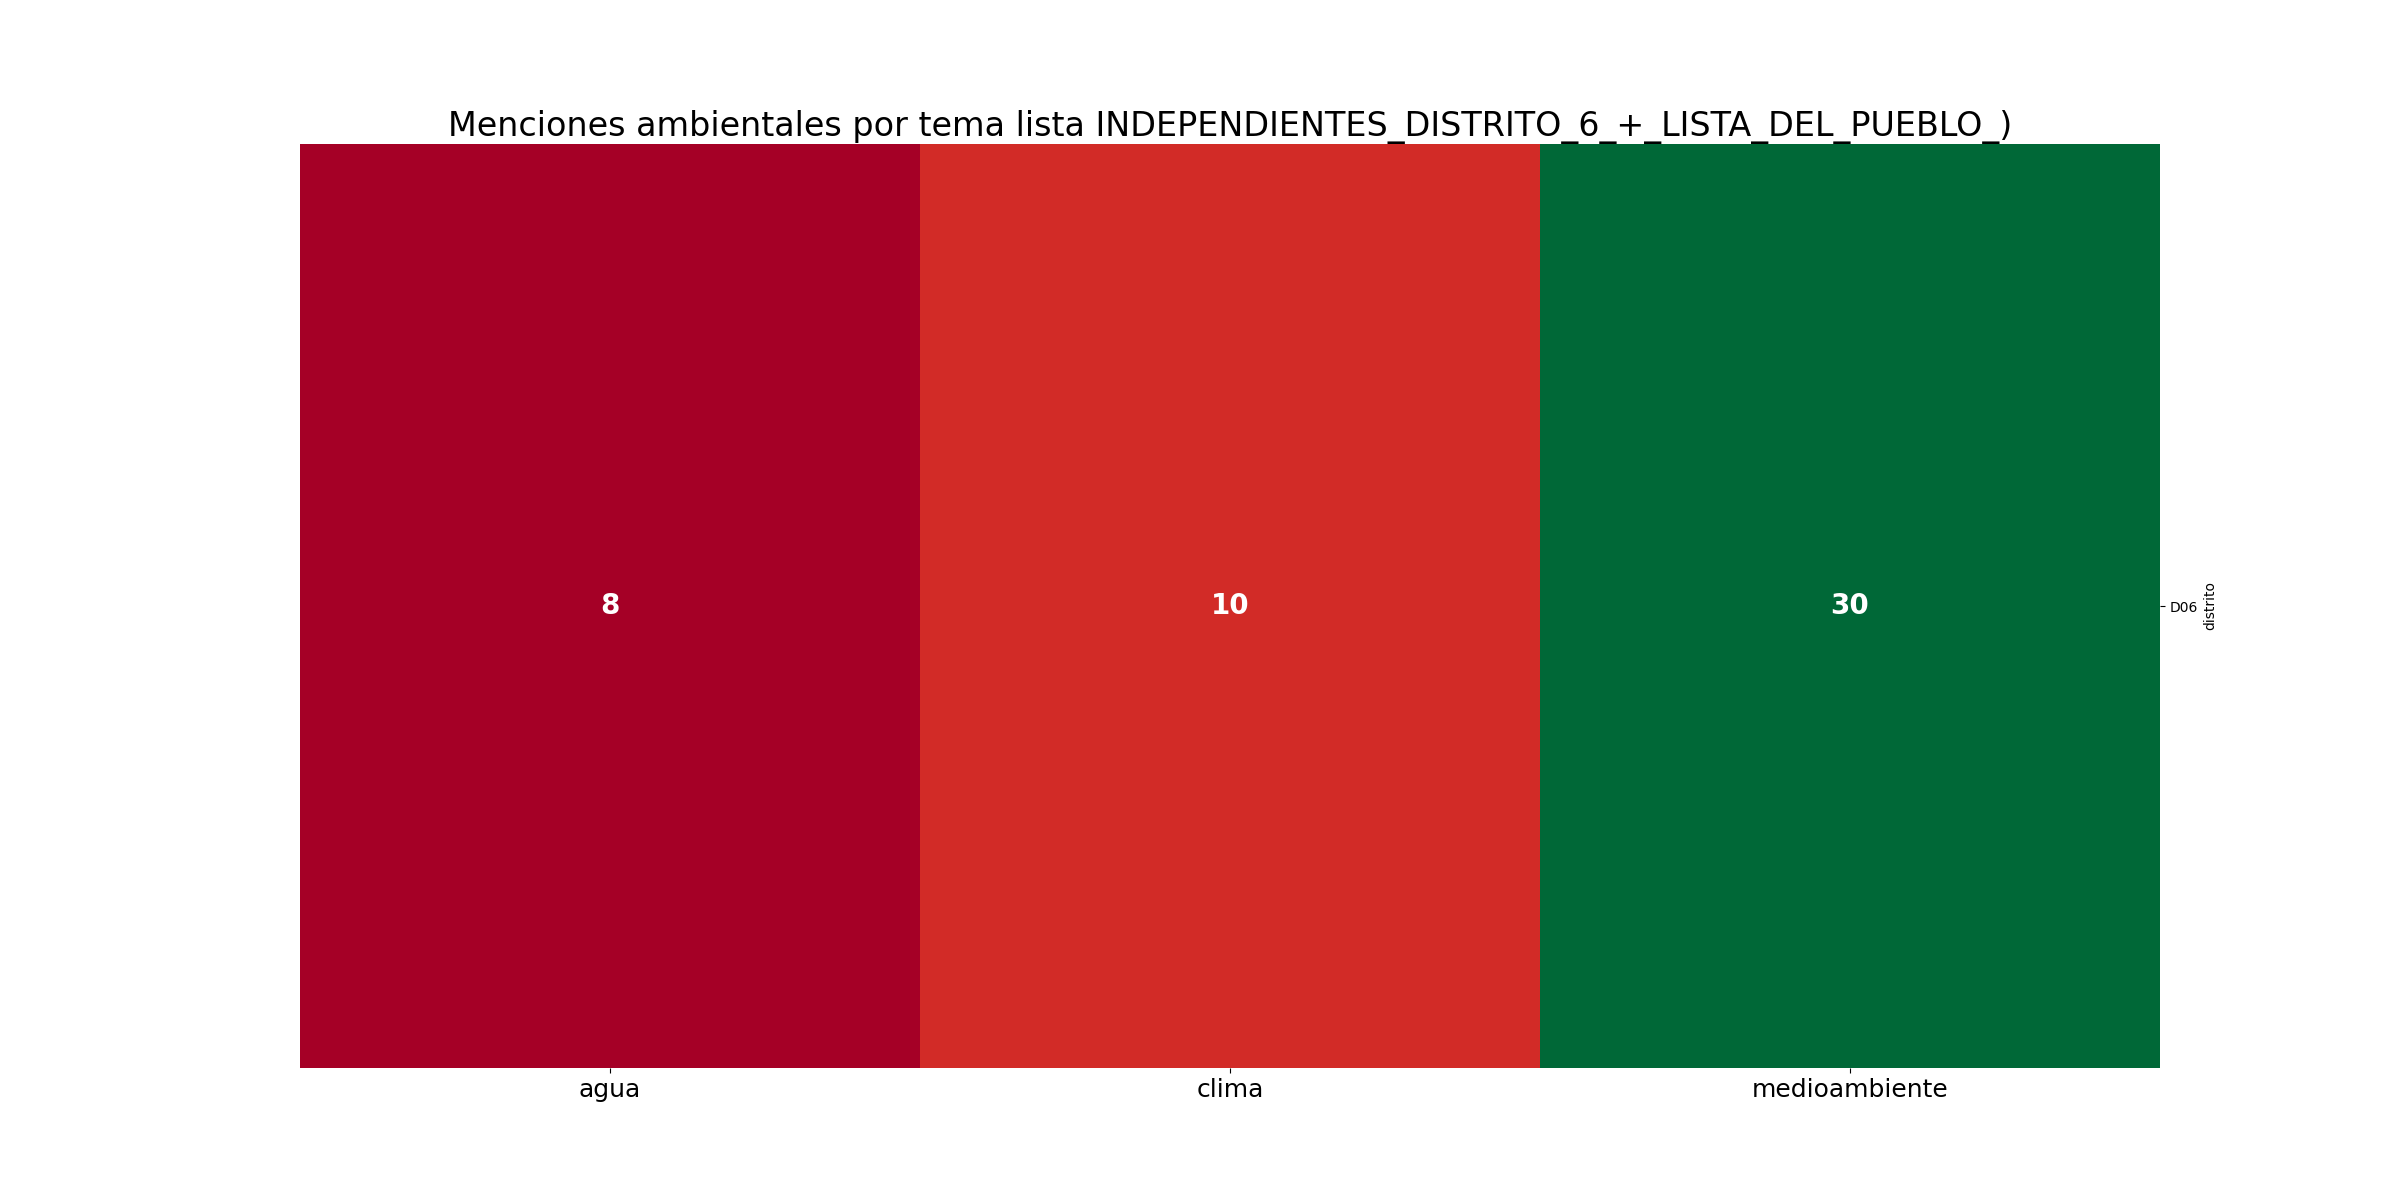 Menciones ambientales por tema lista INDEPENDIENTES_DISTRITO_6_+_LISTA_DEL_PUEBLO_)
8
10
30
D06
distrito
agua
clima
medioambiente